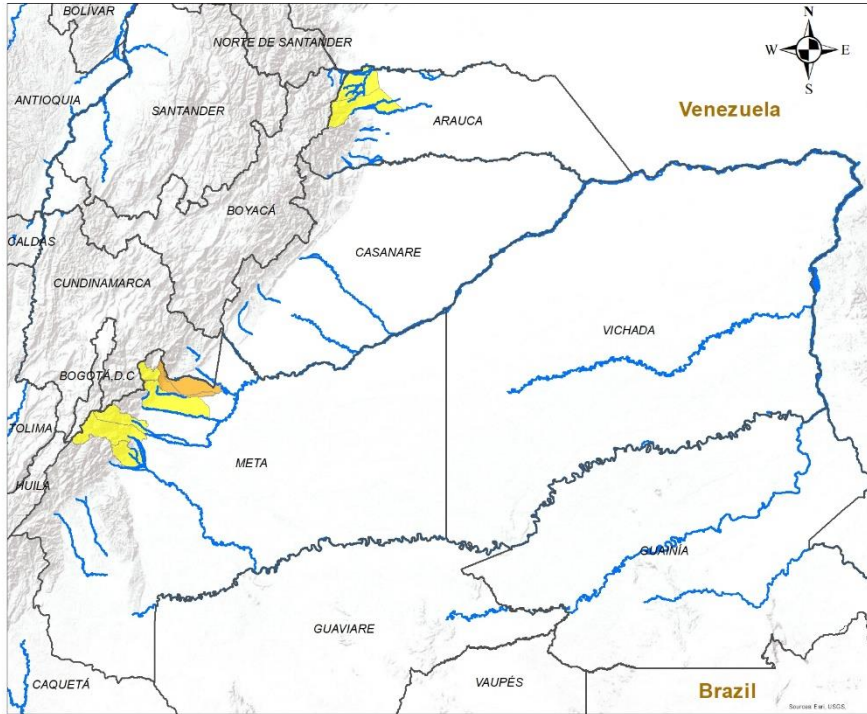 BOLÍVAR
N
NORTE DE SANTANDER
W
E
S
ANTIOQUIA
SANTANDER
Venezuela
ARAUCA
BOYACÁ
CALDAS
CASANARE
CUNDINAMARCA
VICHADA
BOGOTÁ, D.C
TOLIMA
META
HUILA
GUAINÍA
GUAVIARE
CAQUETÁ
VAUPÉS
Brazil
Sources: Esri, USGS,